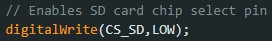 // Enables SD card chip select pin
digitalWrite(CS_SD,LOW);